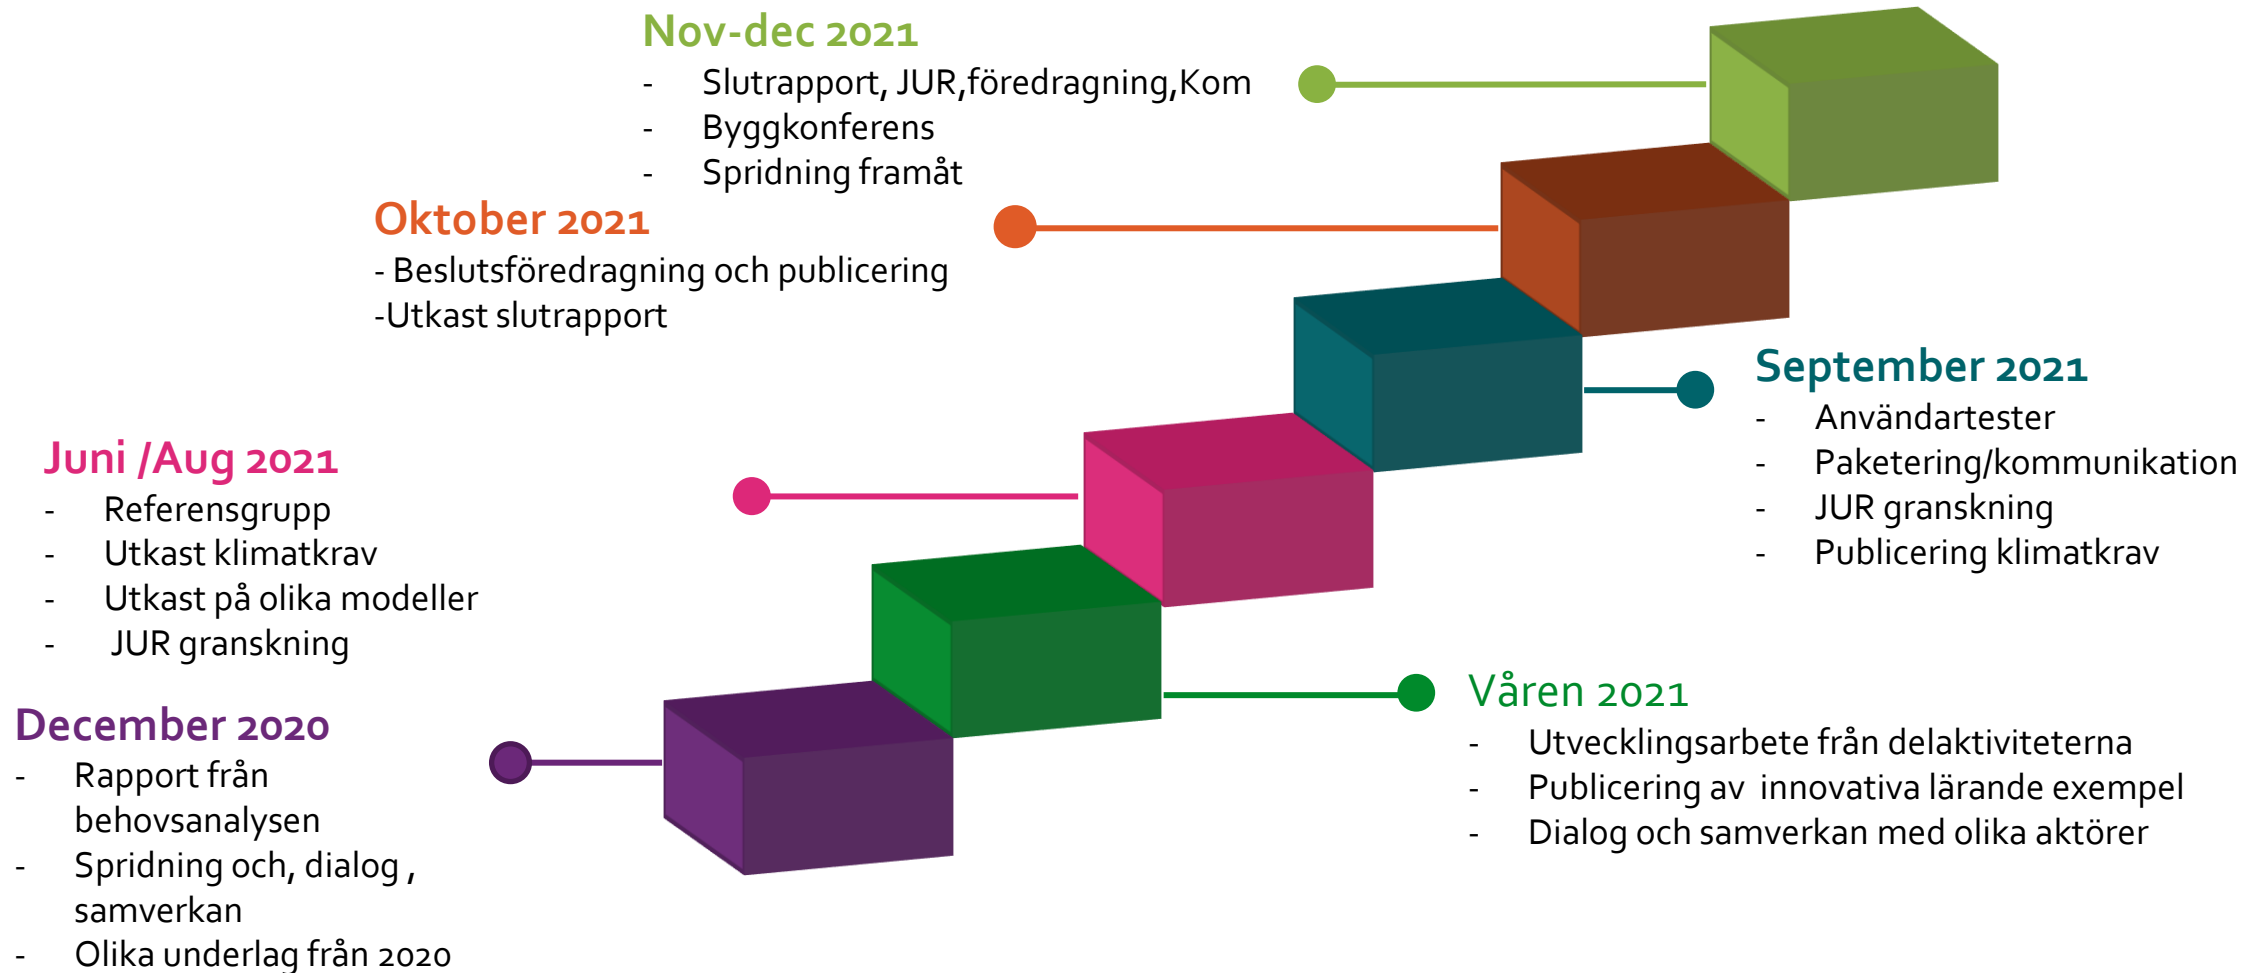 Nov-dec 2021
- Slutrapport, JUR,föredragning,Kom
- Byggkonferens
- Spridning framåt
Oktober 2021
- Beslutsföredragning och publicering
-Utkast slutrapport
September 2021
- Användartester
- Paketering/kommunikation
- JUR granskning
- Publicering klimatkrav
Juni /Aug 2021
- Referensgrupp
- Utkast klimatkrav
- Utkast på olika modeller
- JUR granskning
Våren 2021
- Utvecklingsarbete från delaktiviteterna
- Publicering av innovativa lärande exempel
- Dialog och samverkan med olika aktörer
December 2020
- Rapport från
behovsanalysen
- Spridning och, dialog ,
samverkan
- Olika underlag från 2020